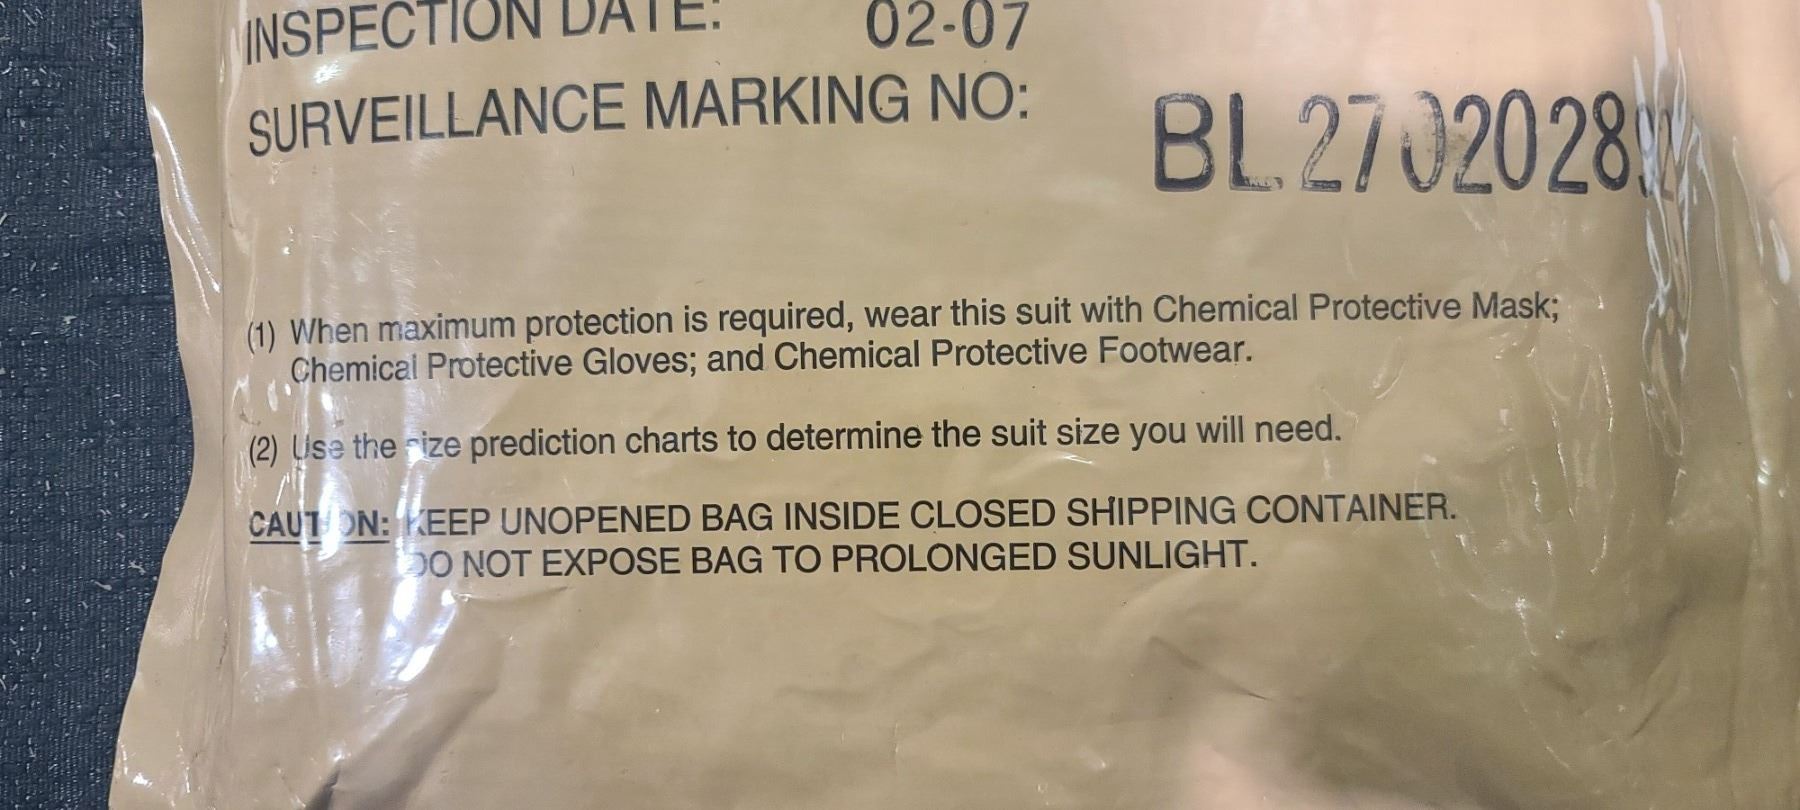 INSPECTION DATE: 02-07
SURVEILLANCE MARKING NO:
(1) When maximum protection is required, wear this suit with Chemical Protective Mask;
Chemical Protective Gloves; and Chemical Protective Footwear.
(2) Use the size prediction charts to determine the suit size you will need.
CAUTION: KEEP UNOPENED BAG INSIDE CLOSED SHIPPING CONTAINER.
DO NOT EXPOSE BAG TO PROLONGED SUNLIGHT.